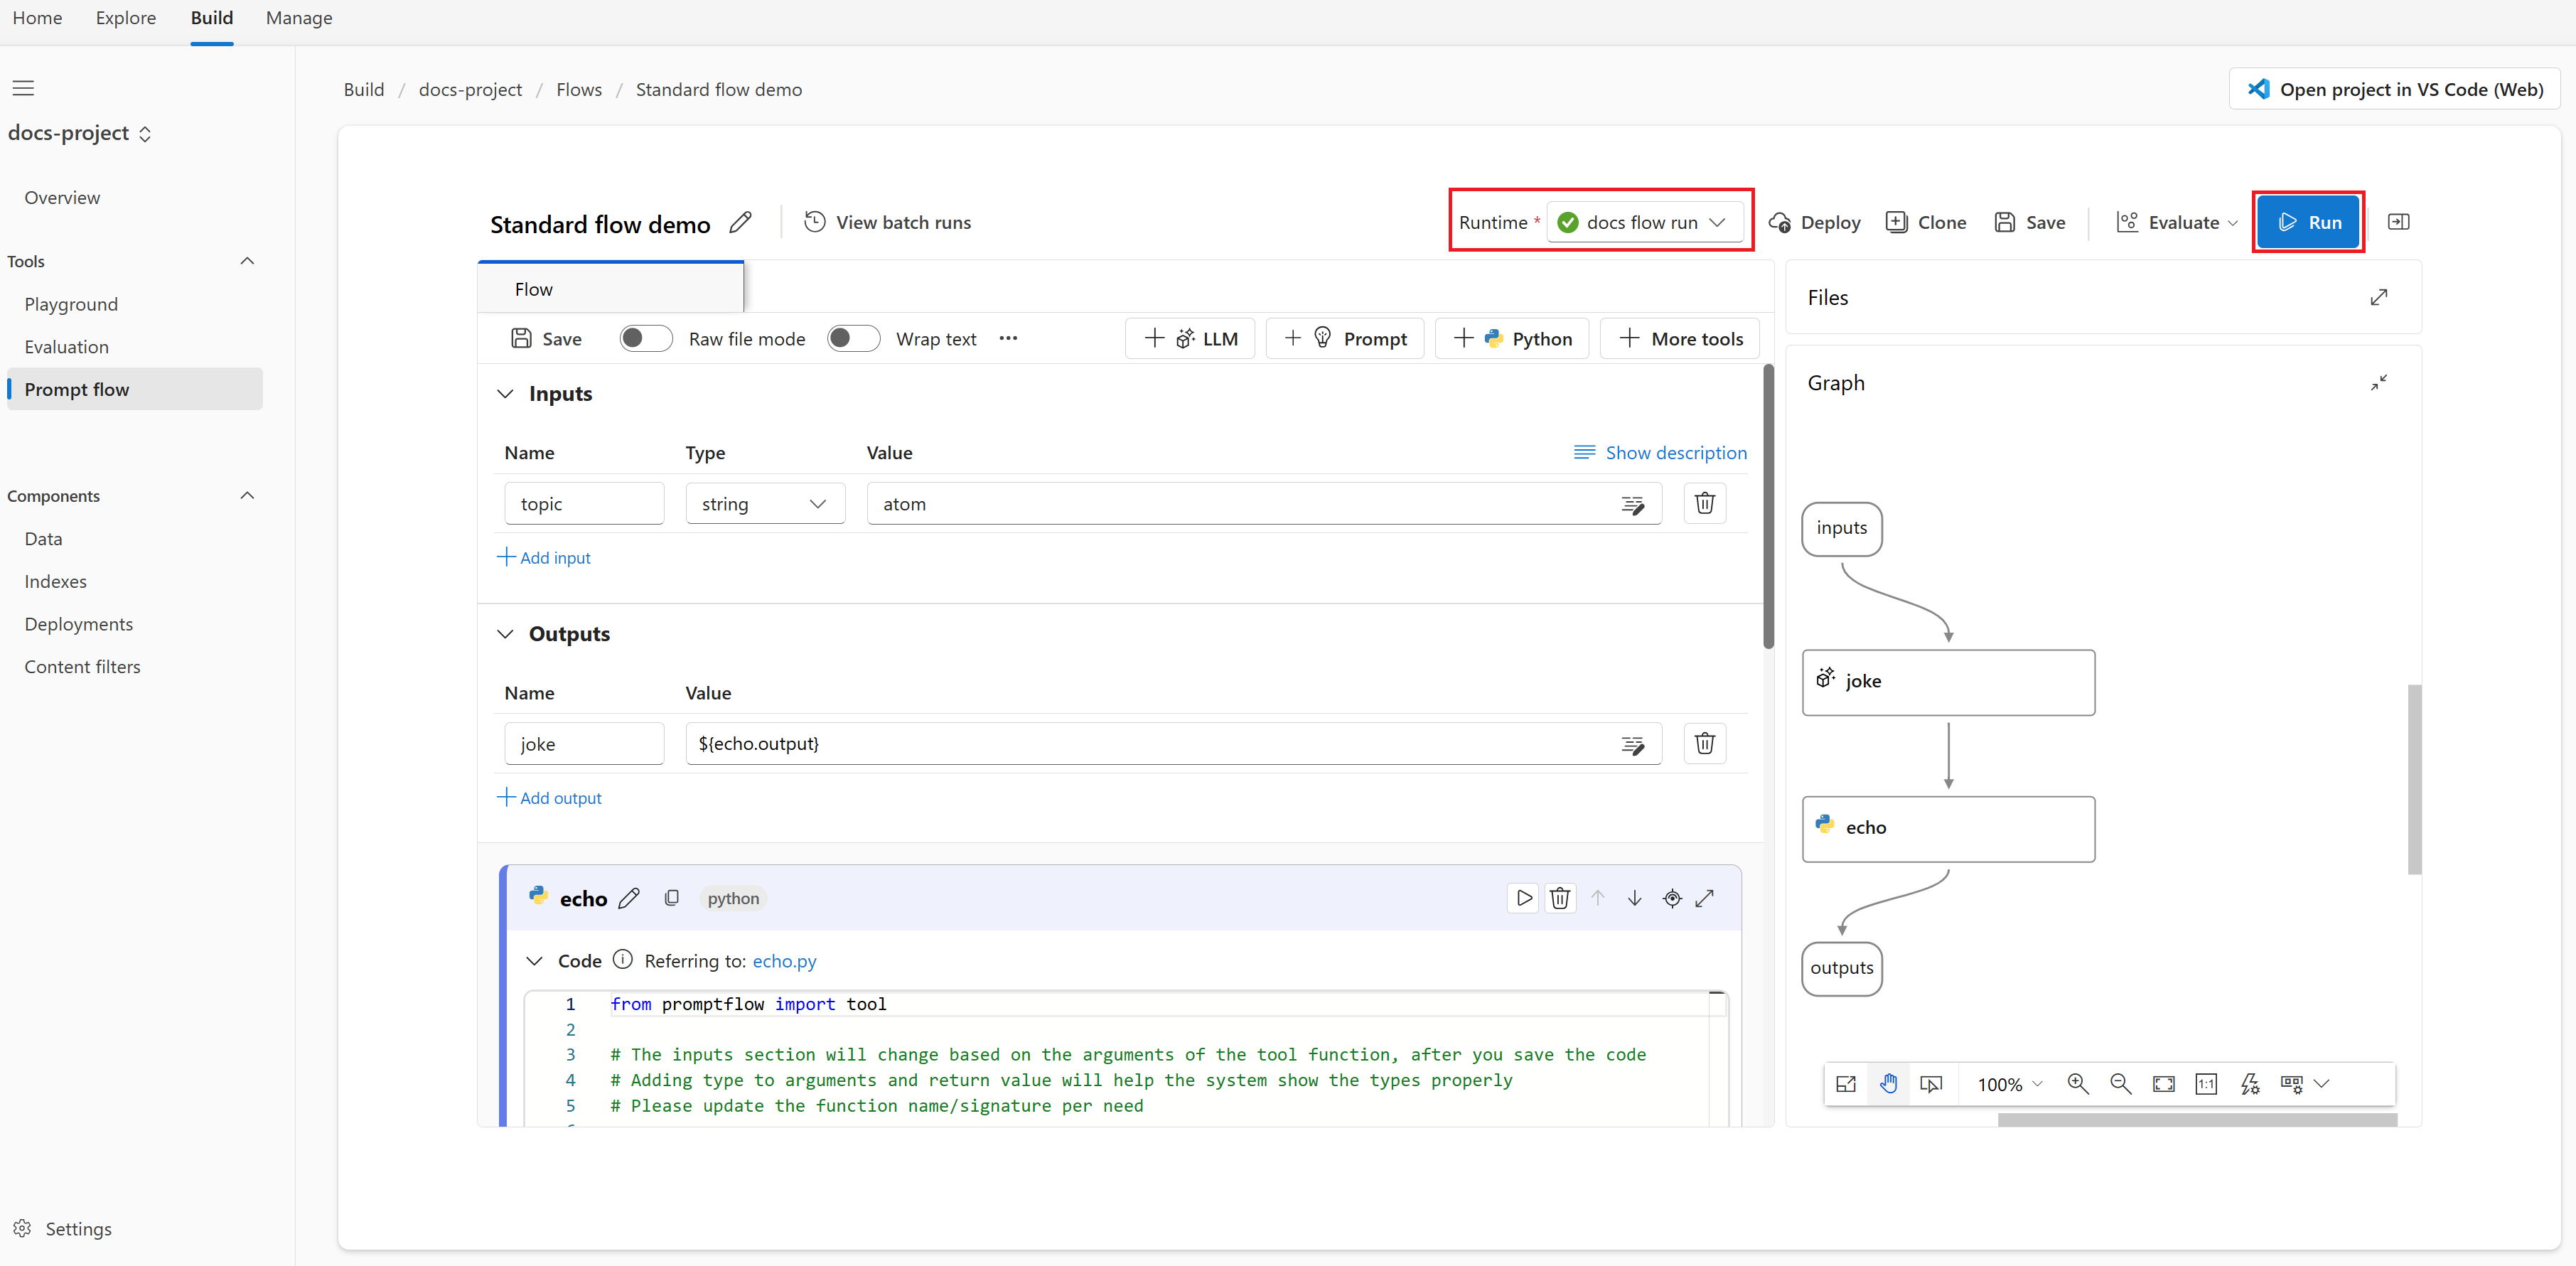 Home Explore Build Manage
docs-project
Overview
Tools
Playground
Evaluation
Prompt flow
Components
Data
Indexes
Deployments
Content filters
Settings
Build / docs-project / Flows / Standard flow demo
Open project in VS Code (Web)
Standard flow demo View batch runs Runtime * docs flow run Deploy Clone Save Evaluate Run
Flow
Save Raw file mode Wrap text ··· + LLM + Prompt + Python + More tools
Inputs
Name Type Value Show description
topic string atom
+ Add input
Outputs
Name Value
joke ${echo.output}
+ Add output
echo python
Code Referring to: echo.py
1 from promptflow import tool
2
3 # The inputs section will change based on the arguments of the tool function, after you save the code
4 # Adding type to arguments and return value will help the system show the types properly
5 # Please update the function name/signature per need
Files
Graph
inputs
joke
echo
outputs
100% 1:1